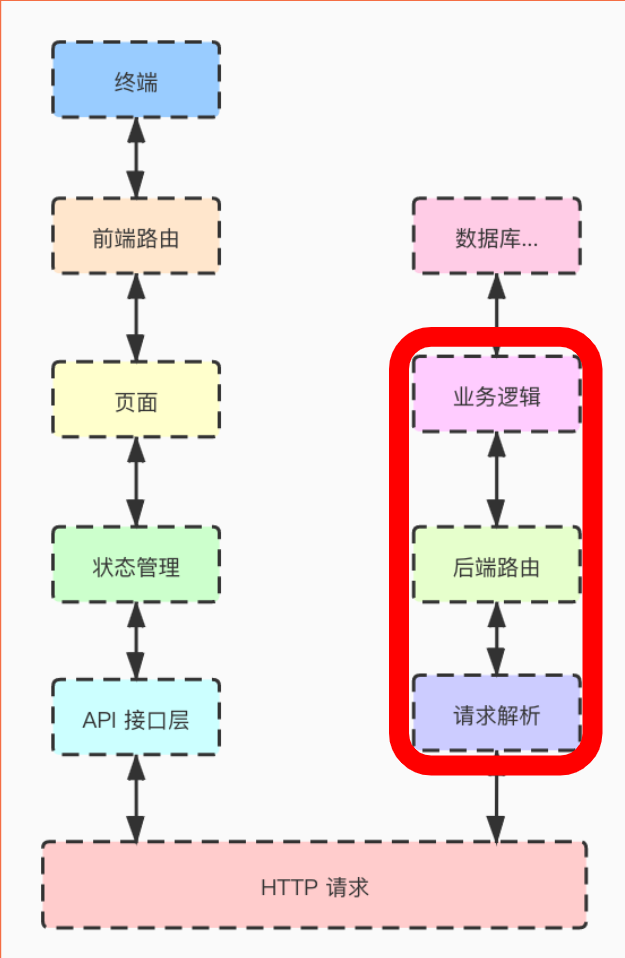 终端
前端路由
数据库...
页面
业务逻辑
状态管理
后端路由
API 接口层
请求解析
HTTP 请求